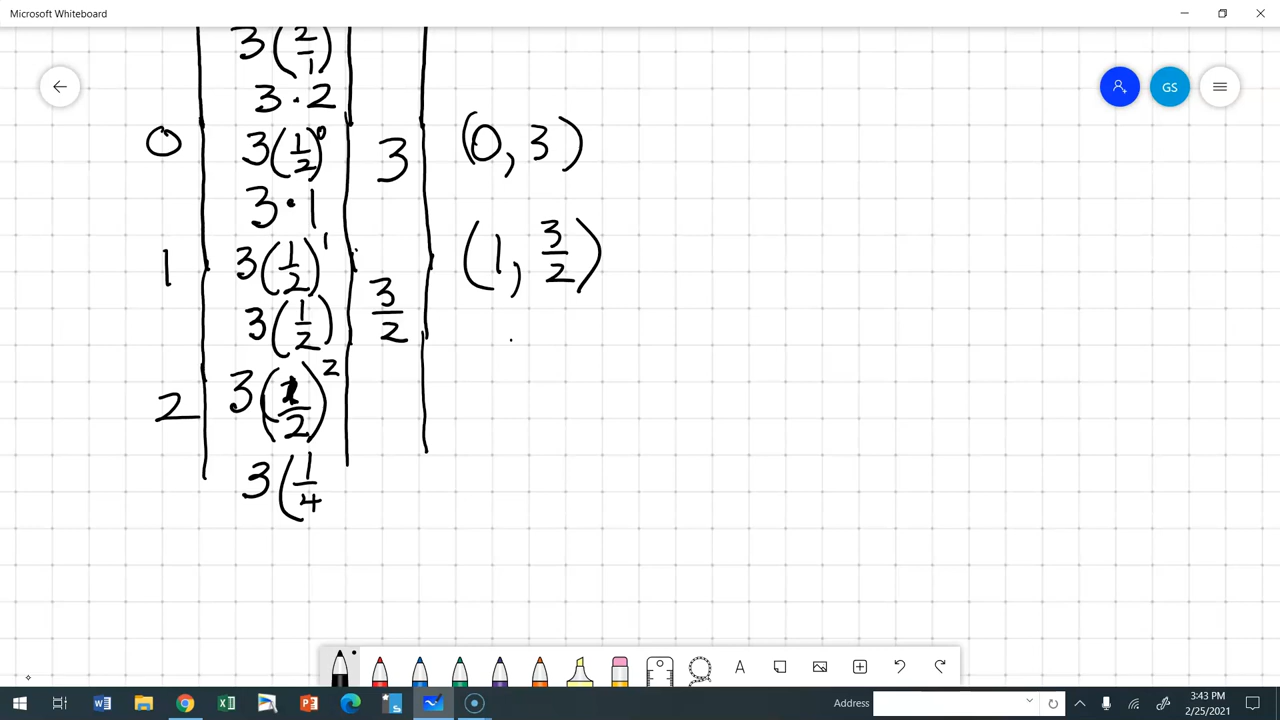 Microsoft Whiteboard
GS
3(2/1)
3 · 2
0 3(1/2)^0 3 (0, 3)
3 · 1
1 3(1/2)^1 (1, 3/2)
3(1/2) 3/2
2 3(1/2)^2
3(1/4
A
Address
3:43 PM
2/25/2021